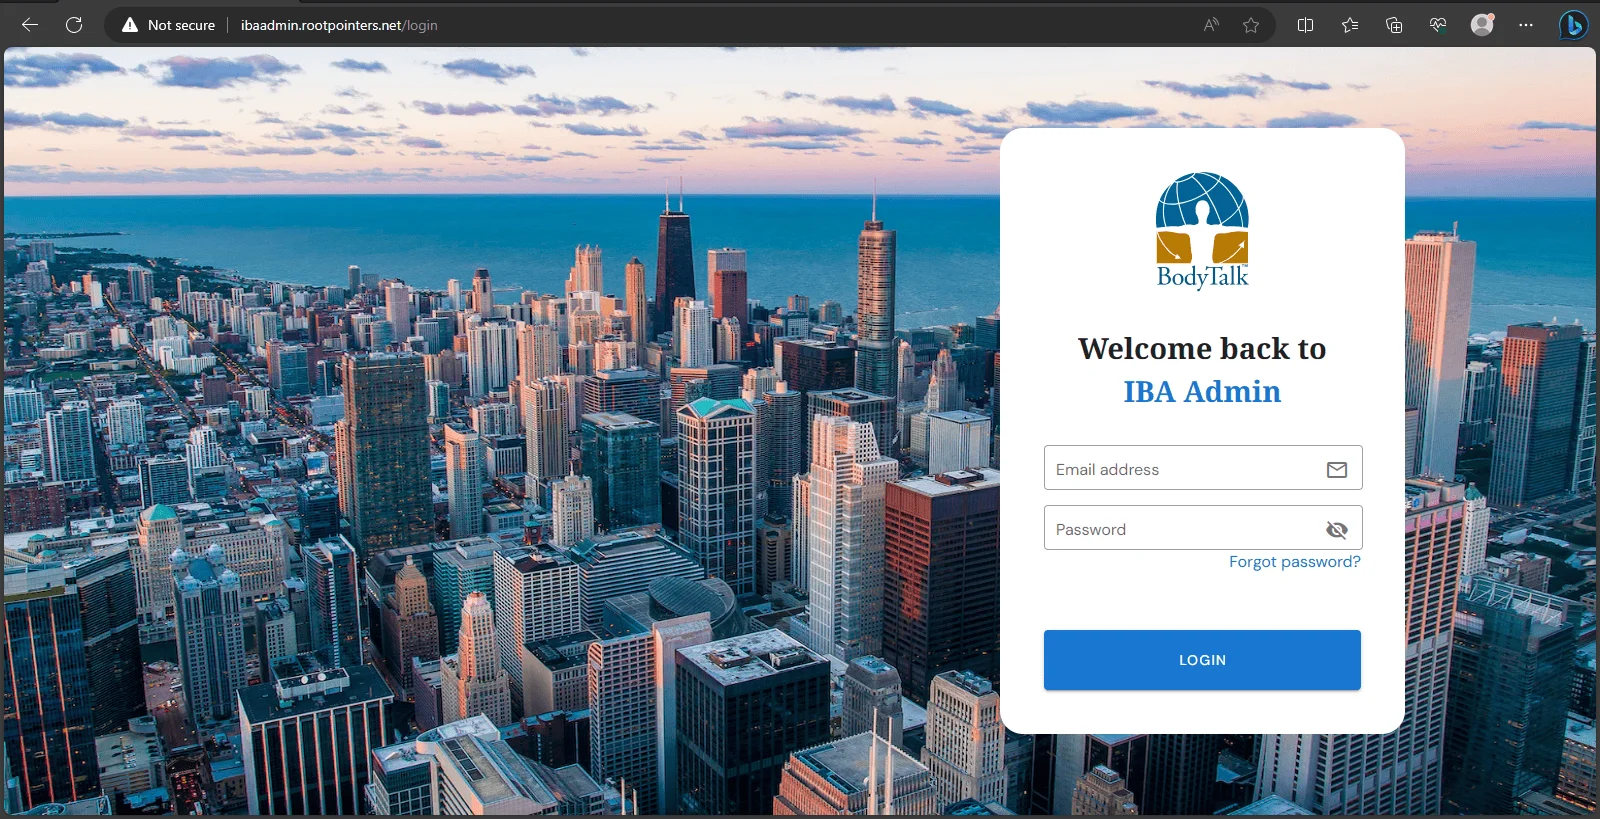 Not secure
ibaadmin.rootpointers.net/login
BodyTalk
Welcome back to
IBA Admin
Email address
Password
Forgot password?
LOGIN